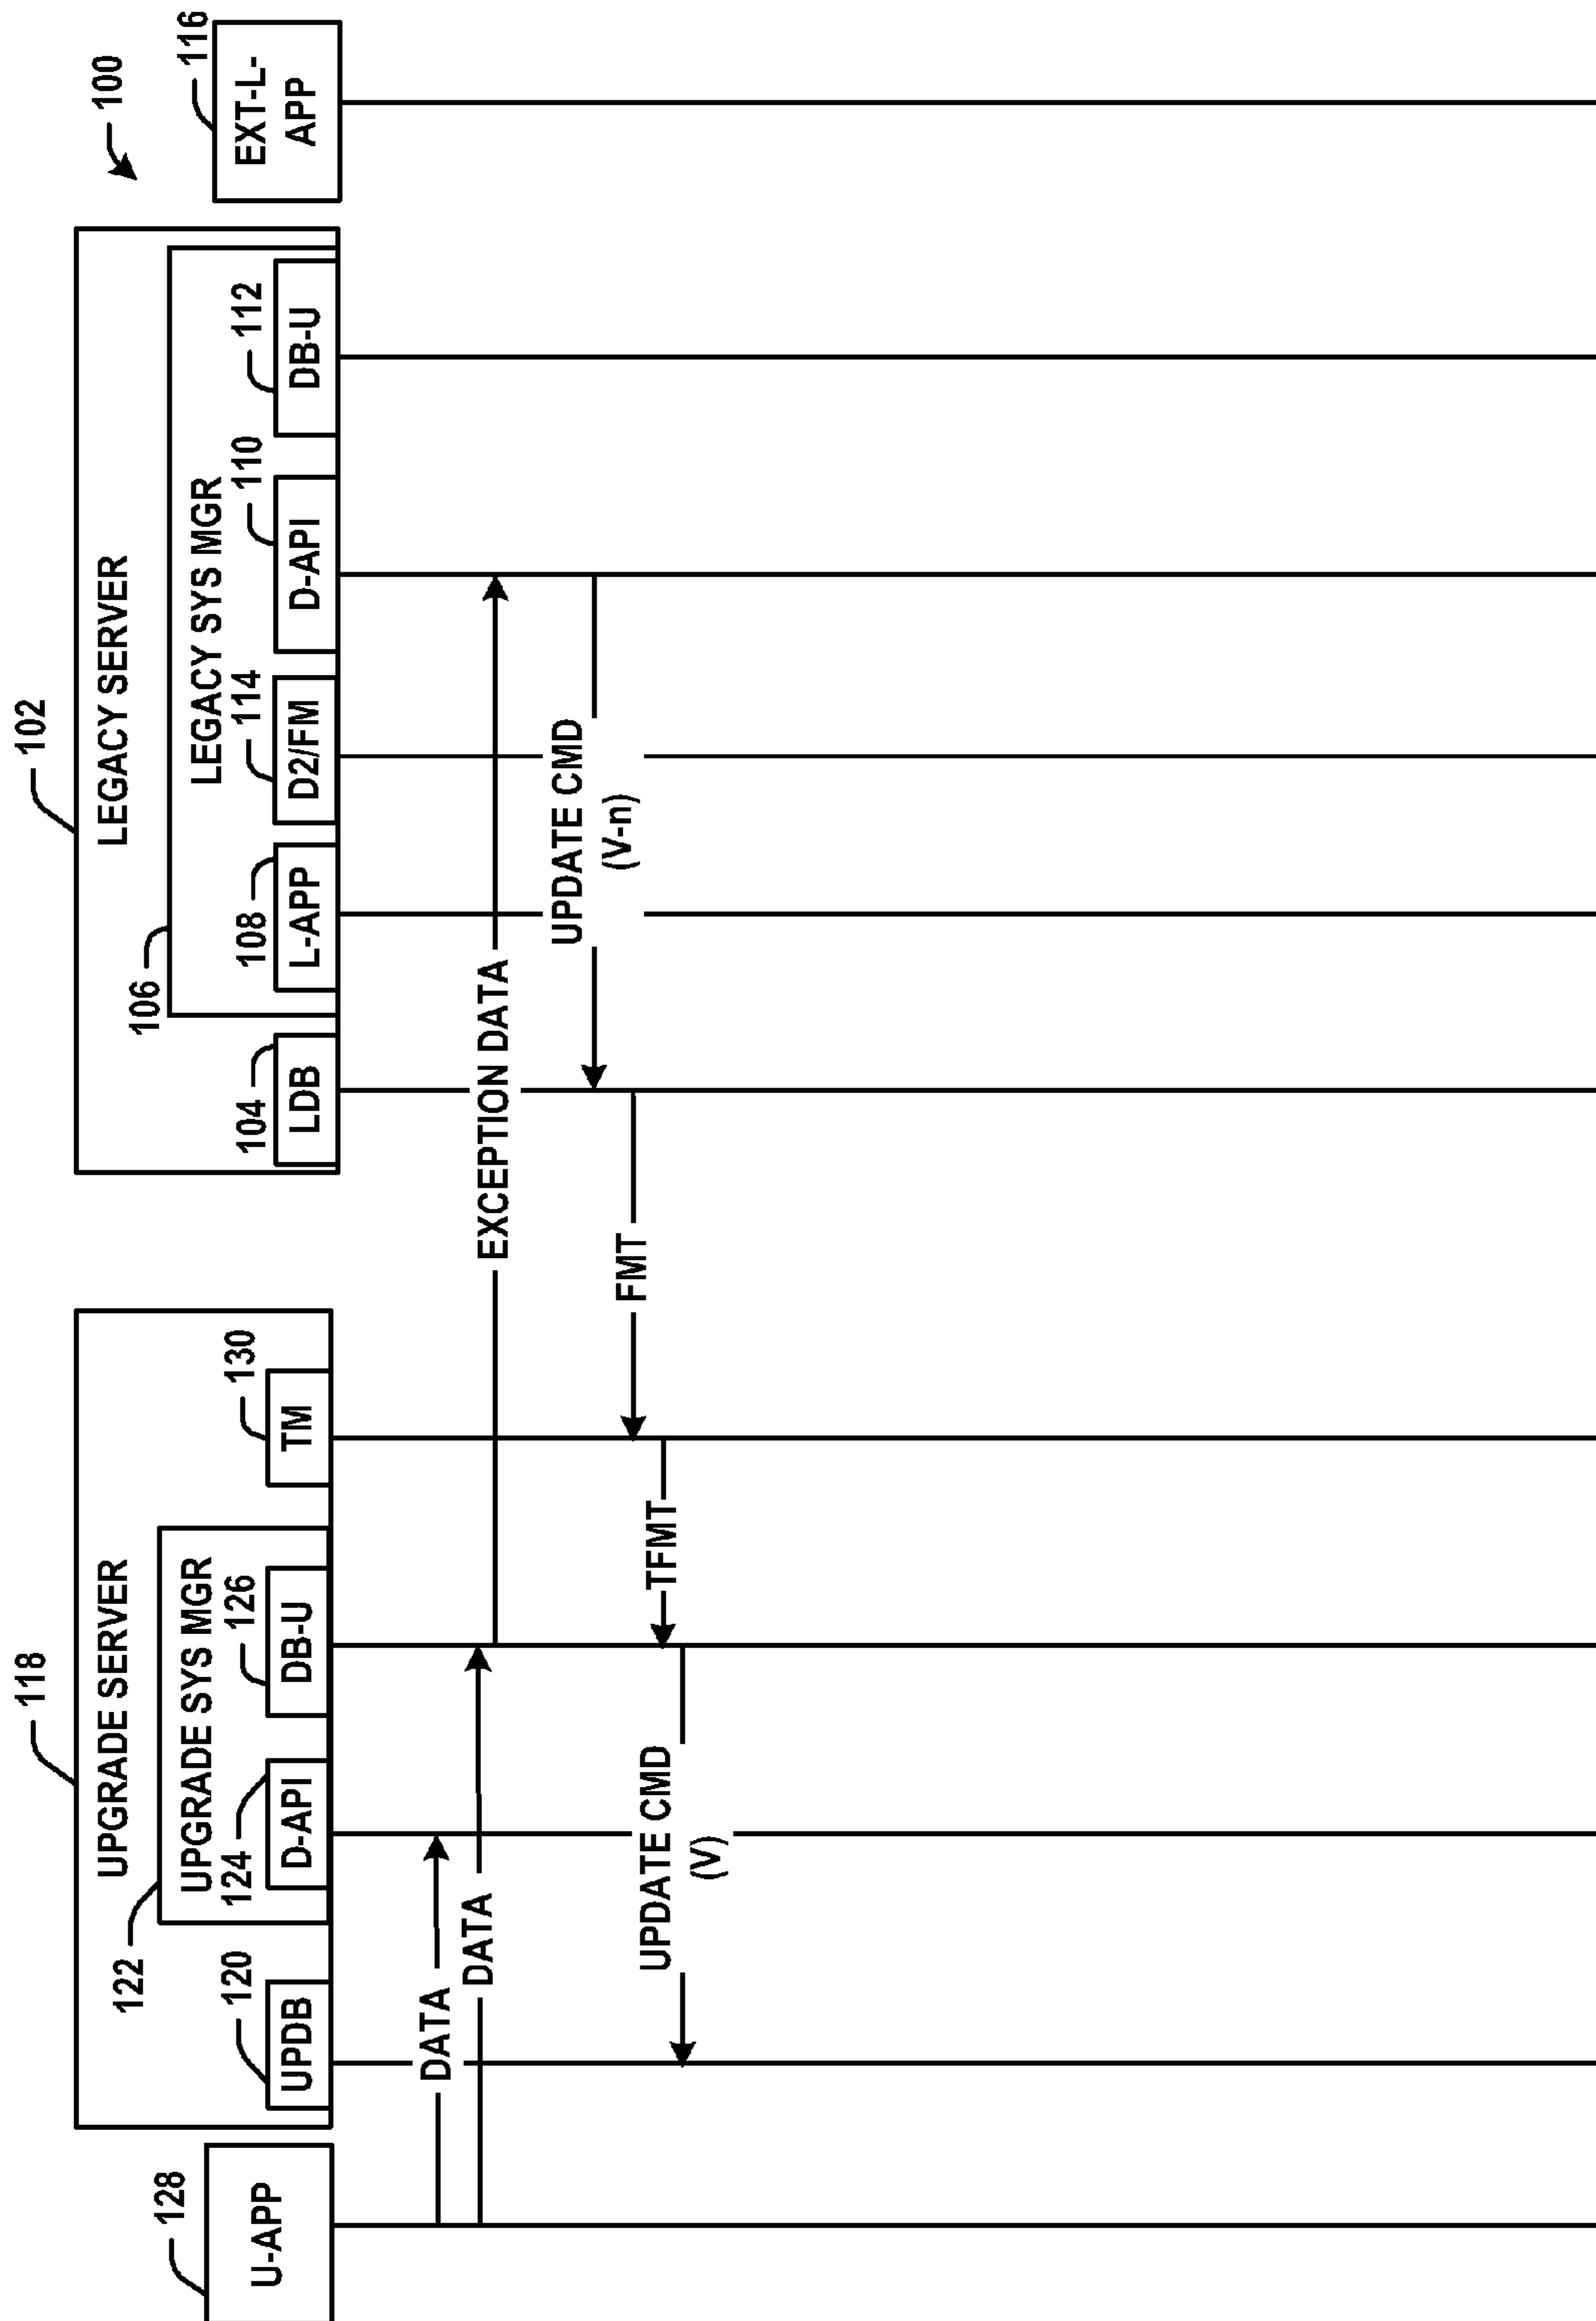 100
118
102
UPGRADE SERVER
LEGACY SERVER
122
UPGRADE SYS MGR
106
LEGACY SYS MGR
128
U-APP
120
UPDB
124
D-API
126
DB-U
130
TM
104
LDB
108
L-APP
114
D2/FM
110
D-API
112
DB-U
116
EXT-L-
APP
DATA
DATA
EXCEPTION DATA
UPDATE CMD
(V-n)
FMT
TFMT
UPDATE CMD
(V)